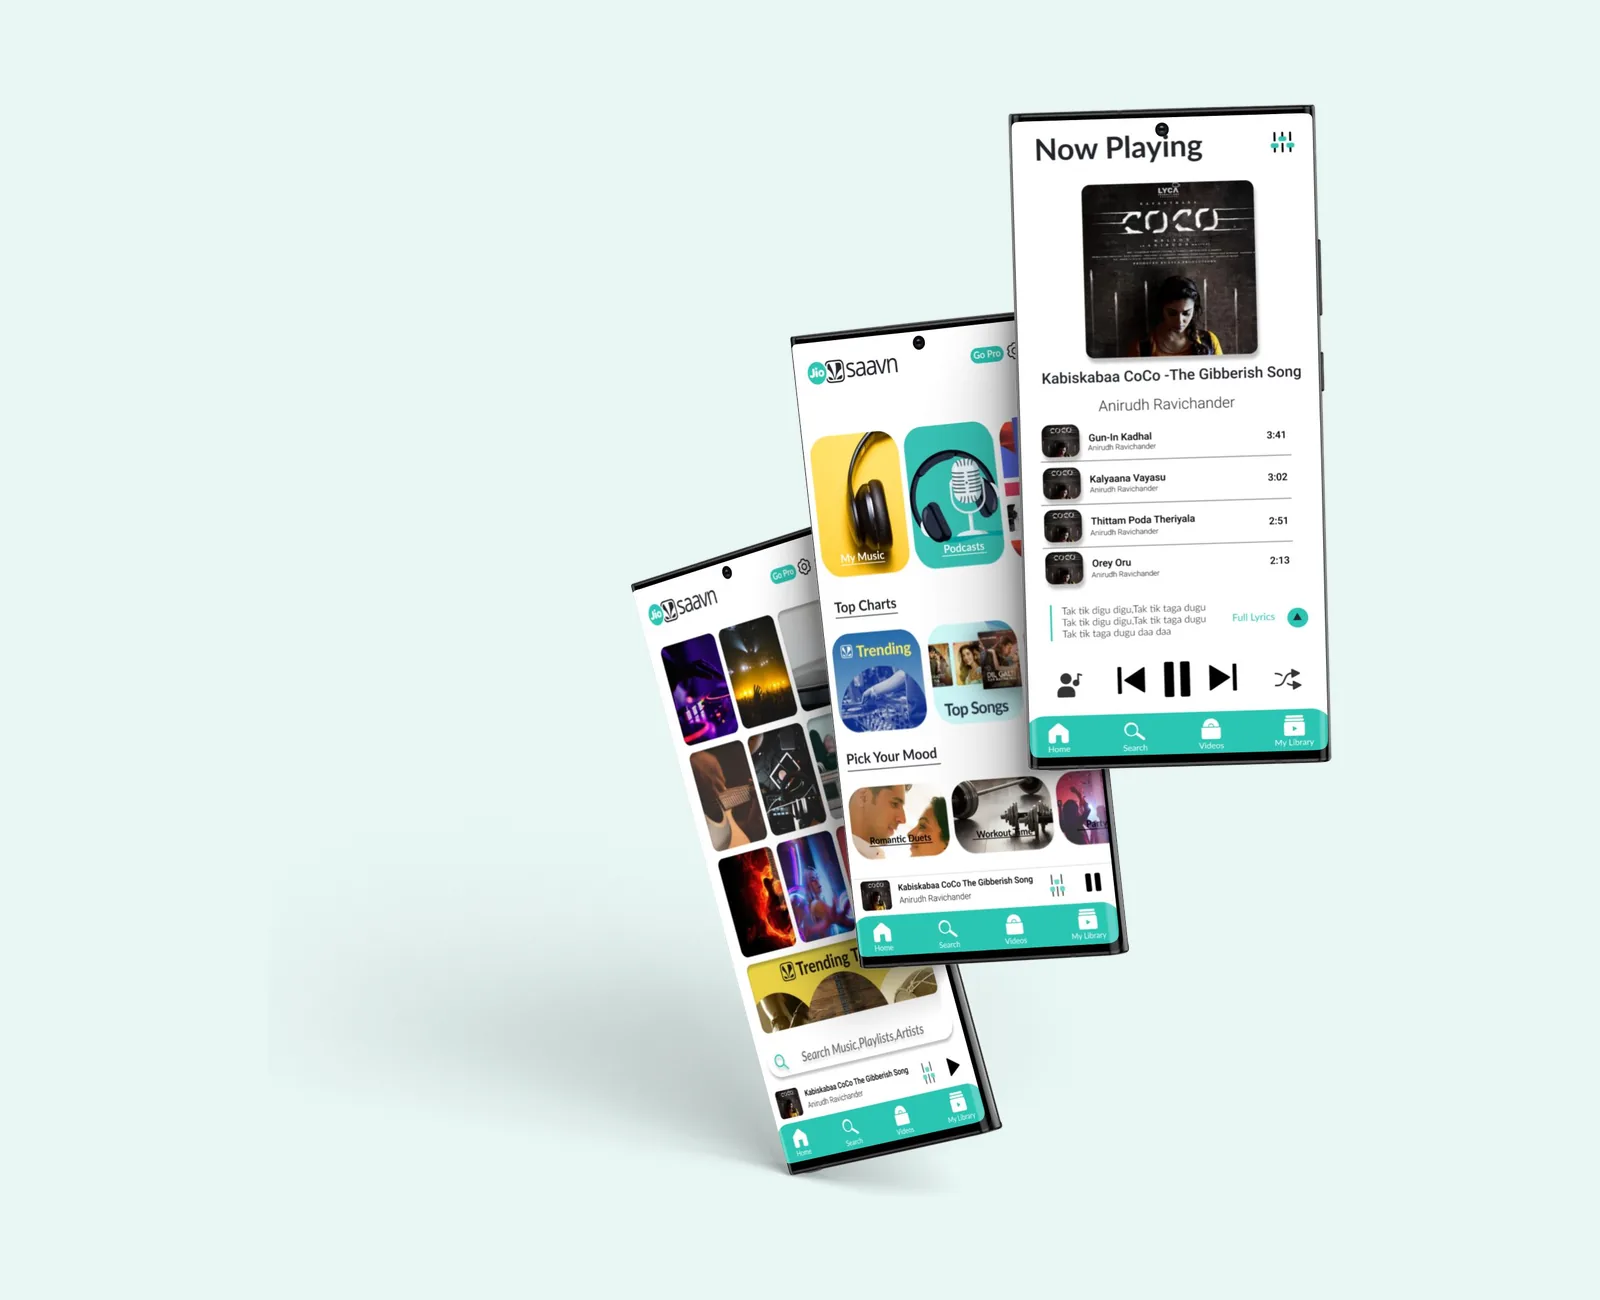 Now Playing
LYCA
COCO
Kabiskabaa CoCo -The Gibberish Song
Anirudh Ravichander
Gun-In Kadhal
Anirudh Ravichander
3:41
Kalyaana Vayasu
Anirudh Ravichander
3:02
Thittam Poda Theriyala
Anirudh Ravichander
2:51
Orey Oru
Anirudh Ravichander
2:13
Tak tik digu digu,Tak tik taga dugu
Tak tik digu digu,Tak tik taga dugu
Tak tik taga dugu daa daa
Full Lyrics
Home
Search
Videos
My Library
Jio saavn
Go Pro
My Music
Podcasts
Top Charts
Trending
Top Songs
Pick Your Mood
Romantic Duets
Workout Time
Party
Kabiskabaa CoCo The Gibberish Song
Anirudh Ravichander
Home
Search
Videos
My Library
Jio saavn
Go Pro
Trending T
Search Music,Playlists,Artists
Kabiskabaa CoCo The Gibberish Song
Anirudh Ravichander
Home
Search
Videos
My Library